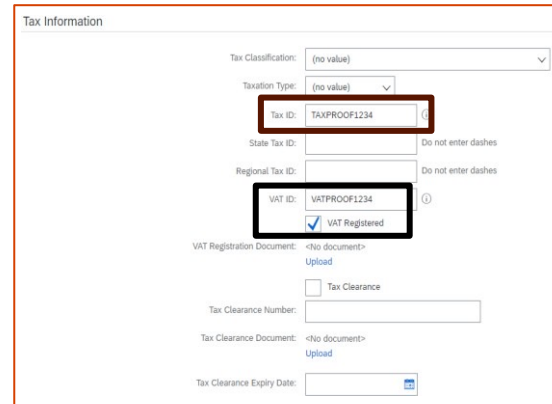 Tax Information
Tax Classification: (no value)
Taxation Type: (no value)
Tax ID: TAXPROOF1234
State Tax ID: Do not enter dashes
Regional Tax ID: Do not enter dashes
VAT ID: VATPROOF1234
VAT Registered
VAT Registration Document: <No document>
Upload
Tax Clearance
Tax Clearance Number:
Tax Clearance Document: <No document>
Upload
Tax Clearance Expiry Date: